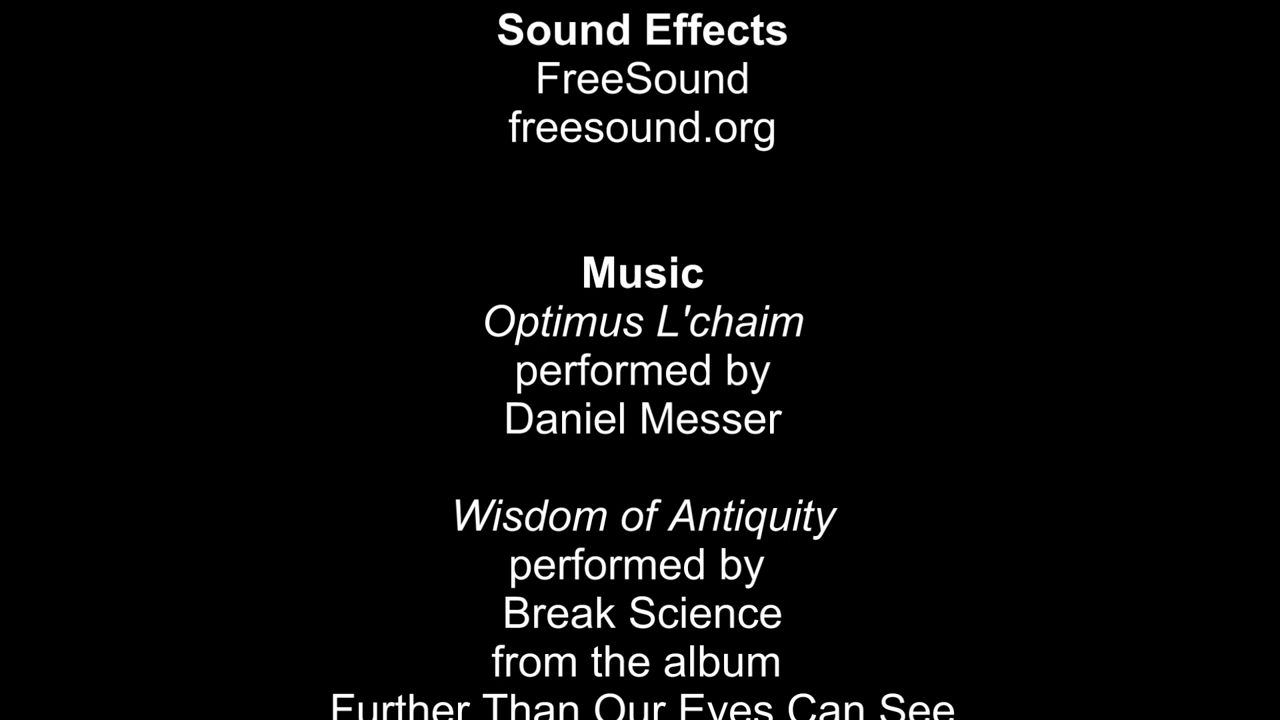 Sound Effects
FreeSound
freesound.org
Music
Optimus L'chaim
performed by
Daniel Messer
Wisdom of Antiquity
performed by
Break Science
from the album
Further Than Our Eyes Can See